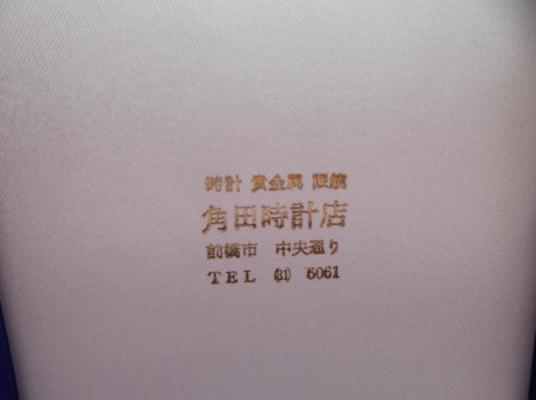 時計 貴金属 眼鏡
角田時計店
前橋市 中央通り
TEL (31) 6061